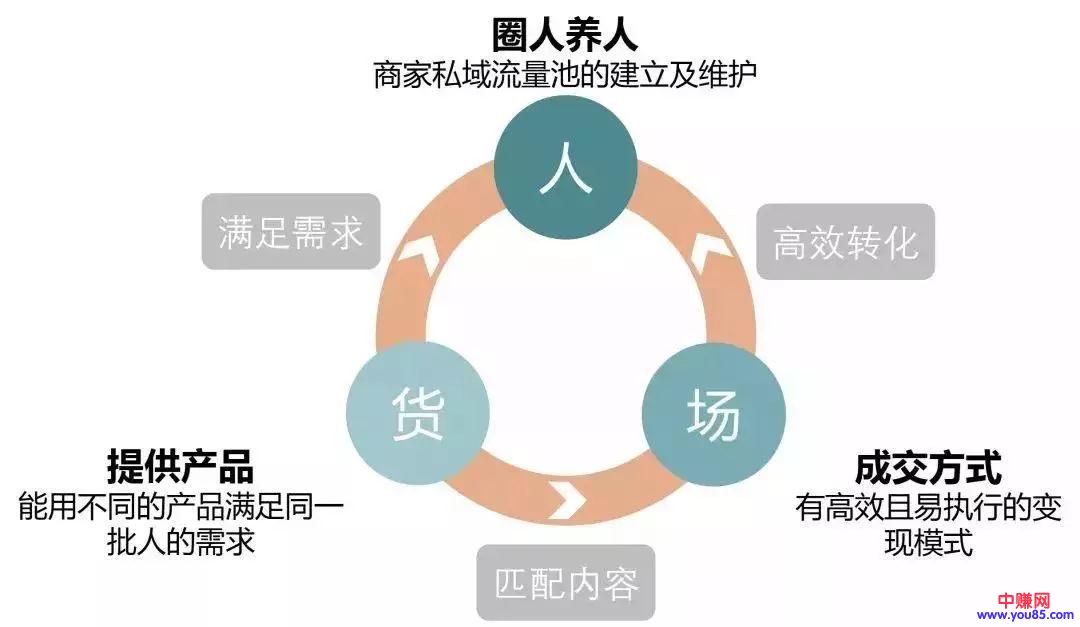 圈人养人
商家私域流量池的建立及维护
人
满足需求
高效转化
货
场
提供产品
能用不同的产品满足同一
批人的需求
成交方式
有高效且易执行的变
现模式
匹配内容
中赚网
www.you85.com